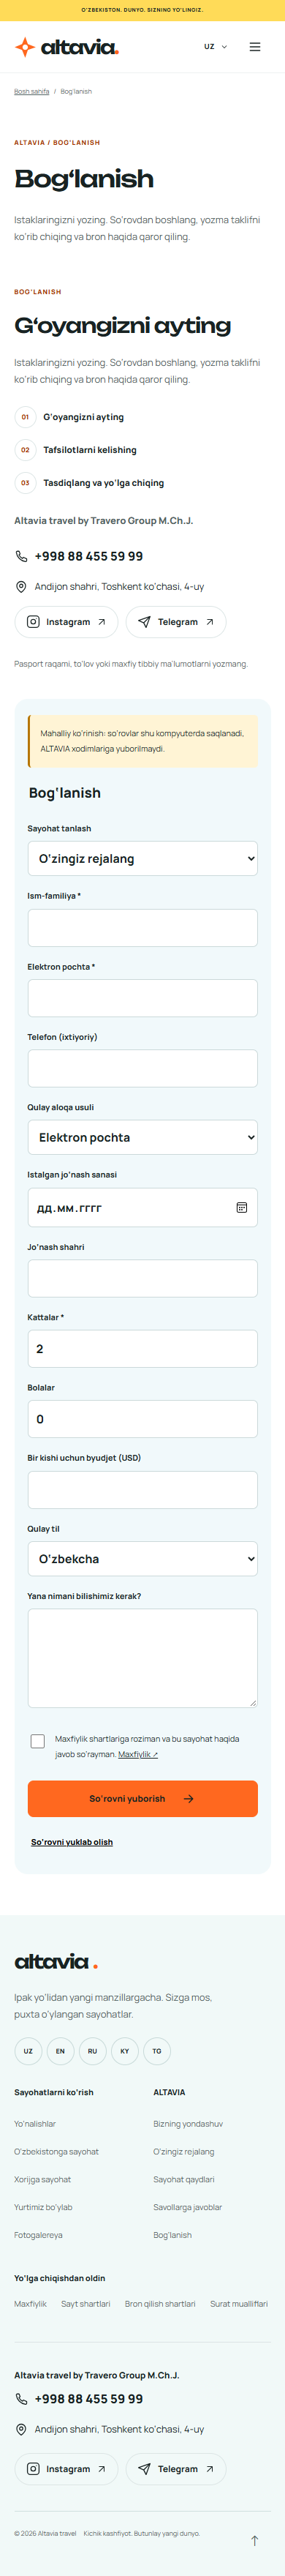 O‘ZBEKISTON. DUNYO. SIZNING YO‘LINGIZ.
altavia.
UZ
Bosh sahifa / Bog‘lanish
ALTAVIA / BOG‘LANISH
Bog‘lanish
Istaklaringizni yozing. So‘rovdan boshlang, yozma taklifni
ko‘rib chiqing va bron haqida qaror qiling.
BOG‘LANISH
G‘oyangizni ayting
Istaklaringizni yozing. So‘rovdan boshlang, yozma taklifni
ko‘rib chiqing va bron haqida qaror qiling.
01 G‘oyangizni ayting
02 Tafsilotlarni kelishing
03 Tasdiqlang va yo‘lga chiqing
Altavia travel by Travero Group M.Ch.J.
+998 88 455 59 99
Andijon shahri, Toshkent ko‘chasi, 4-uy
Instagram ↗ Telegram ↗
Pasport raqami, to‘lov yoki maxfiy tibbiy ma’lumotlarni yozmang.
Mahalliy ko‘rinish: so‘rovlar shu kompyuterda saqlanadi,
ALTAVIA xodimlariga yuborilmaydi.
Bog‘lanish
Sayohat tanlash
O‘zingiz rejalang
Ism-familiya *
Elektron pochta *
Telefon (ixtiyoriy)
Qulay aloqa usuli
Elektron pochta
Istalgan jo‘nash sanasi
дд.мм.гггг
Jo‘nash shahri
Kattalar *
2
Bolalar
0
Bir kishi uchun byudjet (USD)
Qulay til
O‘zbekcha
Yana nimani bilishimiz kerak?
Maxfiylik shartlariga roziman va bu sayohat haqida
javob so‘rayman. Maxfiylik ↗
So‘rovni yuborish →
So‘rovni yuklab olish
altavia.
Ipak yo‘lidan yangi manzillargacha. Sizga mos,
puxta o‘ylangan sayohatlar.
UZ EN RU KY TG
Sayohatlarni ko‘rish
Yo‘nalishlar
O‘zbekistonga sayohat
Xorijga sayohat
Yurtimiz bo‘ylab
Fotogalereya
ALTAVIA
Bizning yondashuv
O‘zingiz rejalang
Sayohat qaydlari
Savollarga javoblar
Bog‘lanish
Yo‘lga chiqishdan oldin
Maxfiylik Sayt shartlari Bron qilish shartlari Surat mualliflari
Altavia travel by Travero Group M.Ch.J.
+998 88 455 59 99
Andijon shahri, Toshkent ko‘chasi, 4-uy
Instagram ↗ Telegram ↗
© 2026 Altavia travel Kichik kashfiyot. Butunlay yangi dunyo.
↑